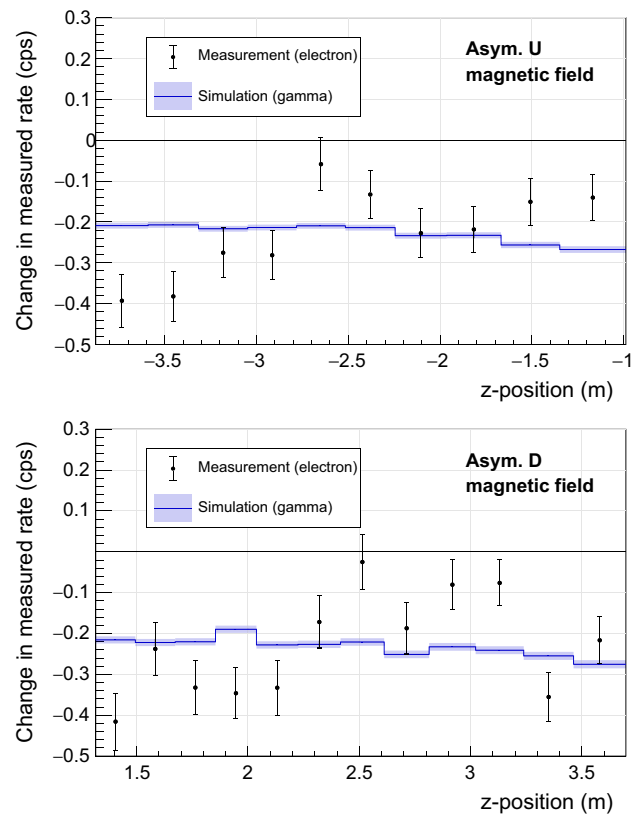 0.3
0.2
0.1
0
−0.1
−0.2
−0.3
−0.4
−0.5
Change in measured rate (cps)
Measurement (electron)
Simulation (gamma)
Asym. U
magnetic field
−3.5 −3 −2.5 −2 −1.5 −1
z-position (m)
0.3
0.2
0.1
−0.1
−0.2
−0.3
−0.4
−0.5
Change in measured rate (cps)
Measurement (electron)
Simulation (gamma)
Asym. D
magnetic field
1.5 2 2.5 3 3.5
z-position (m)